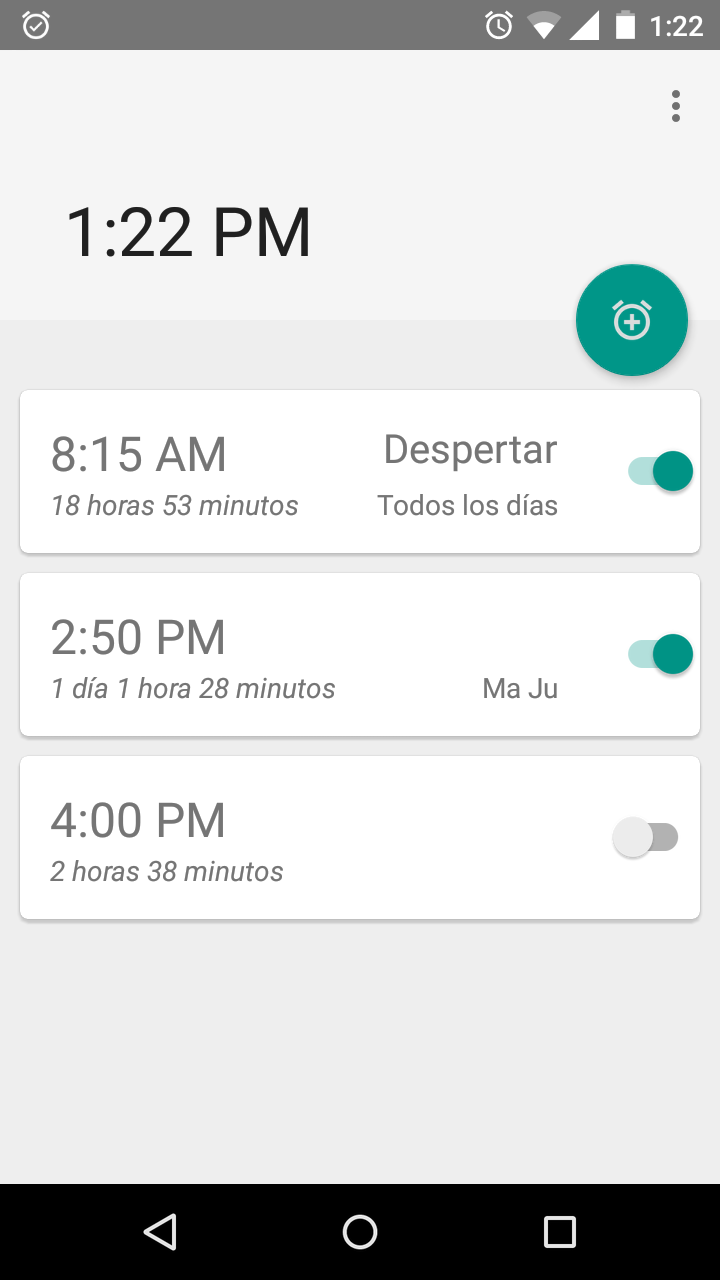 1:22
1:22 PM
8:15 AM
Despertar
18 horas 53 minutos
Todos los días
2:50 PM
1 día 1 hora 28 minutos
Ma Ju
4:00 PM
2 horas 38 minutos